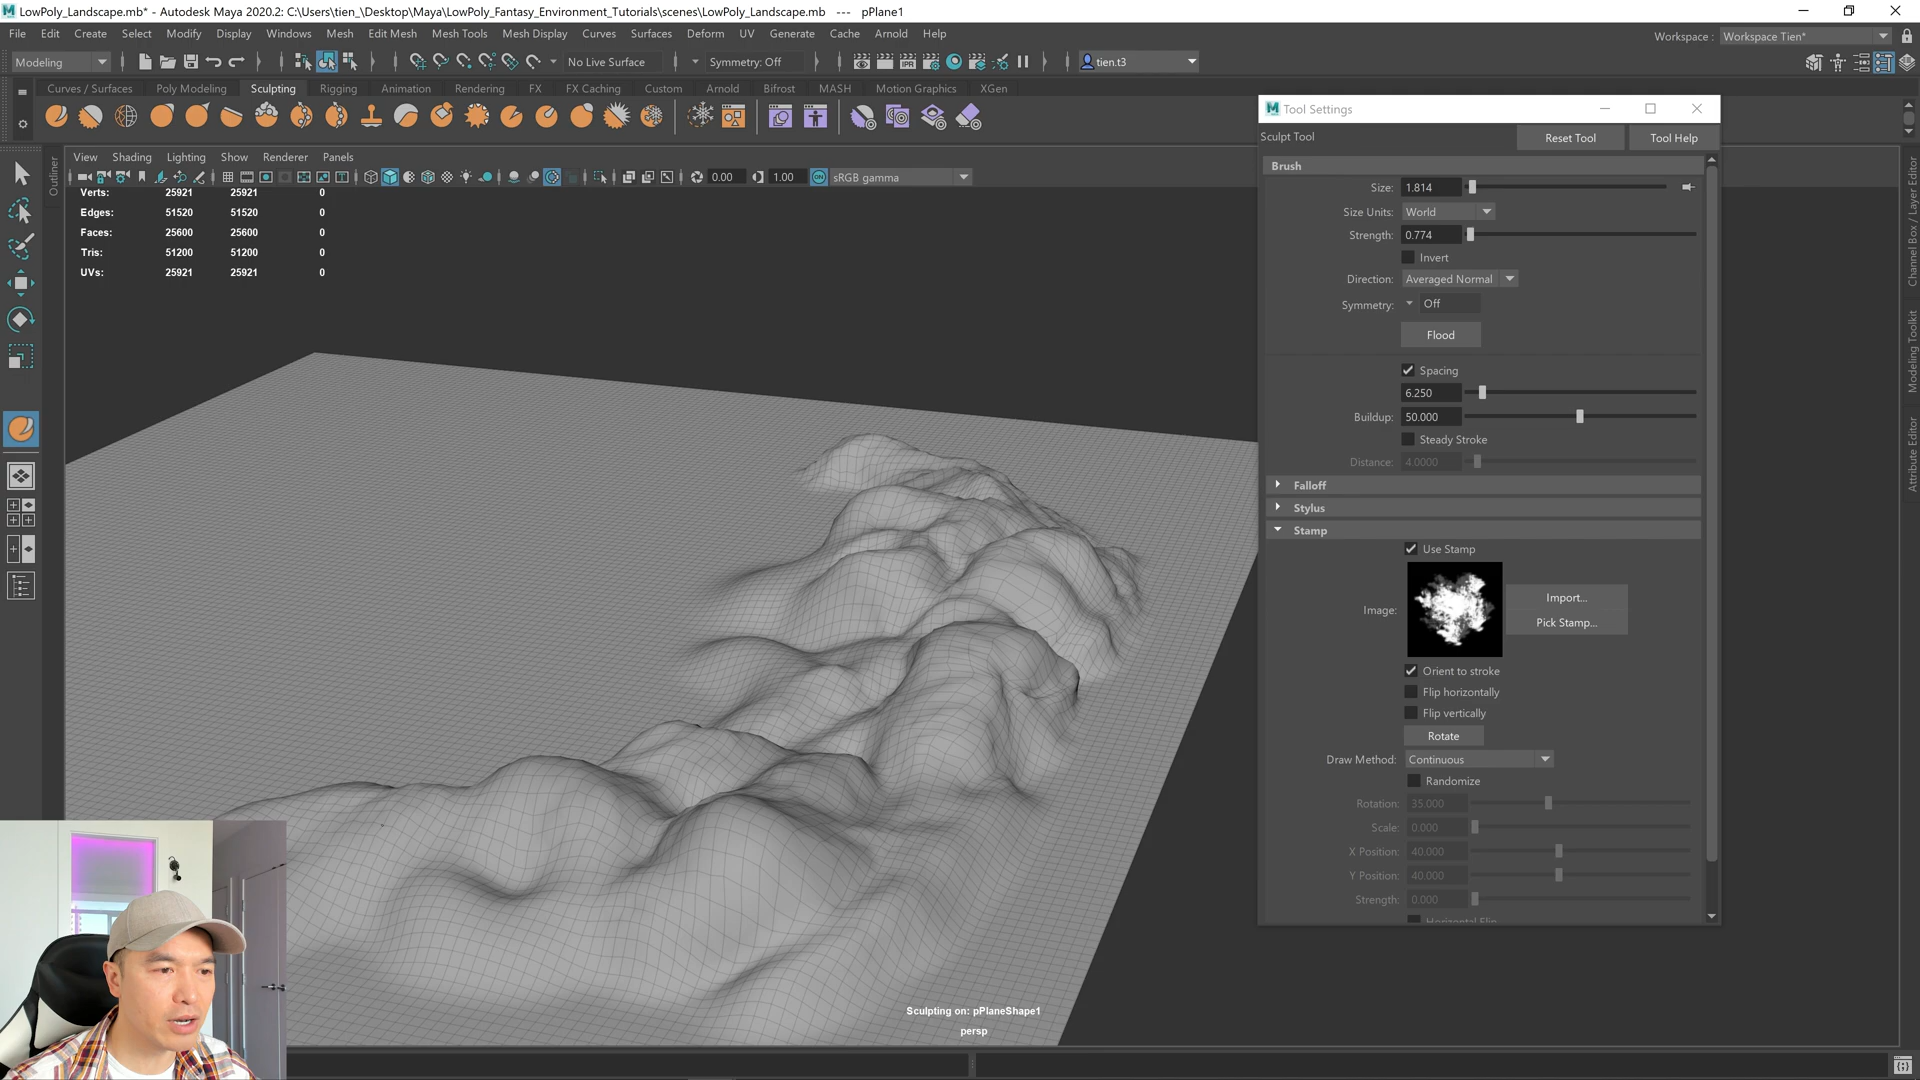 LowPoly_Landscape.mb* - Autodesk Maya 2020.2: C:\Users\tien_\Desktop\Maya\LowPoly_Fantasy_Environment_Tutorials\scenes\LowPoly_Landscape.mb --- pPlane1
File Edit Create Select Modify Display Windows Mesh Edit Mesh Mesh Tools Mesh Display Curves Surfaces Deform UV Generate Cache Arnold Help
Workspace : Workspace Tien*
Modeling No Live Surface Symmetry: Off tien.t3
Curves / Surfaces Poly Modeling Sculpting Rigging Animation Rendering FX FX Caching Custom Arnold Bifrost MASH Motion Graphics XGen
View Shading Lighting Show Renderer Panels
0.00 1.00 ON sRGB gamma
Outliner
Verts: 25921 25921 0
Edges: 51520 51520 0
Faces: 25600 25600 0
Tris: 51200 51200 0
UVs: 25921 25921 0
Sculpting on: pPlaneShape1
persp
Tool Settings
Sculpt Tool Reset Tool Tool Help
Brush
Size: 1.814
Size Units: World
Strength: 0.774
Invert
Direction: Averaged Normal
Symmetry: Off
Flood
Spacing
6.250
Buildup: 50.000
Steady Stroke
Distance: 4.0000
Falloff
Stylus
Stamp
Use Stamp
Image: Import...
Pick Stamp...
Orient to stroke
Flip horizontally
Flip vertically
Rotate
Draw Method: Continuous
Randomize
Rotation: 35.000
Scale: 0.000
X Position: 40.000
Y Position: 40.000
Strength: 0.000
Horizontal Flip
Channel Box / Layer Editor
Modeling Toolkit
Attribute Editor